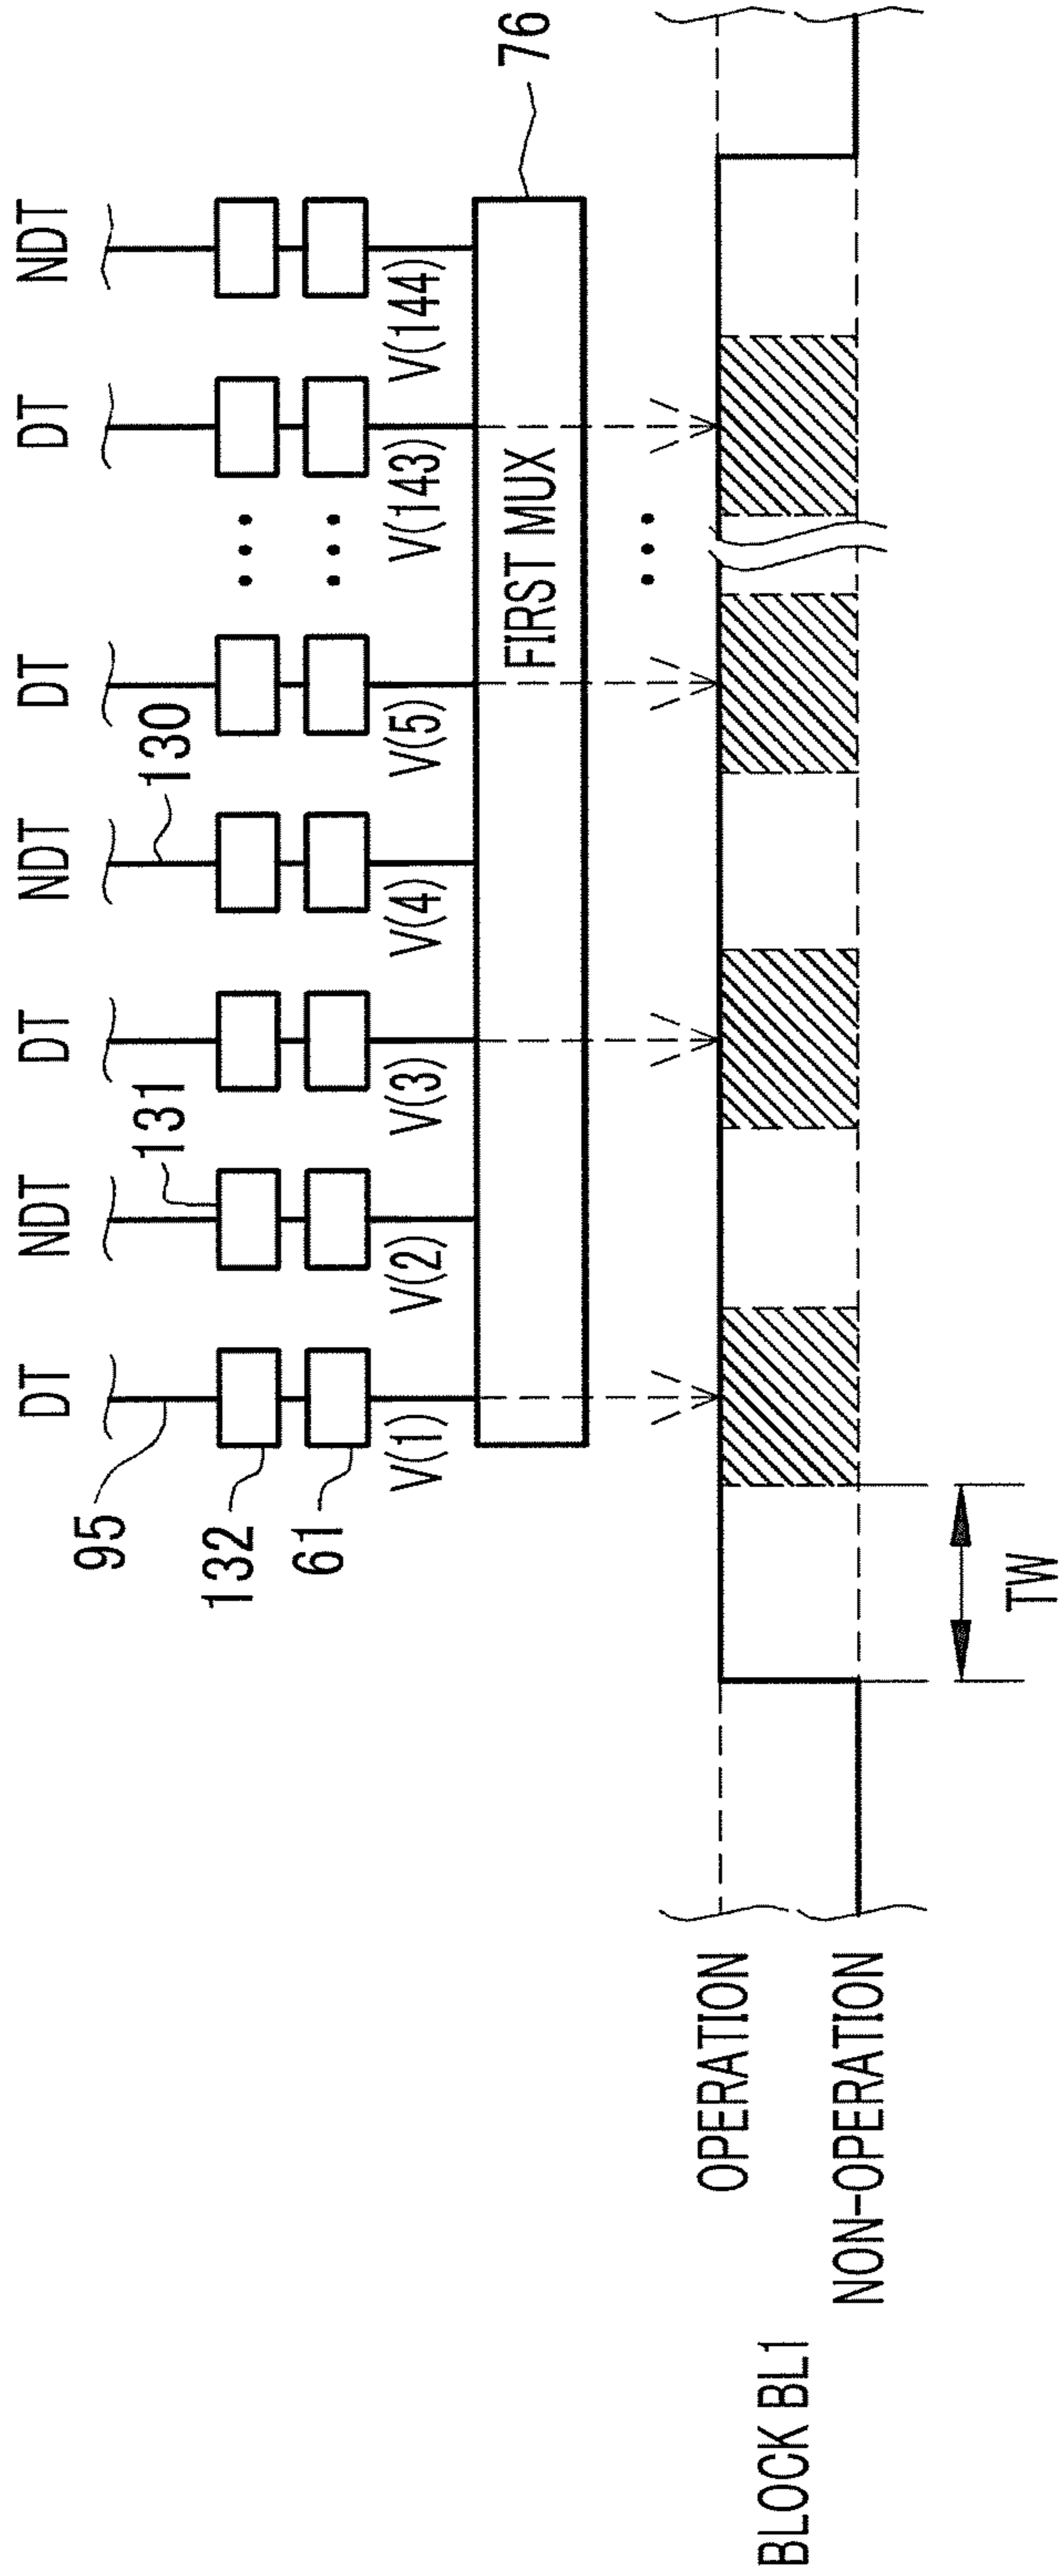 DT NDT DT NDT DT DT NDT
95
131
130
132
61
V(1) V(2) V(3) V(4) V(5) V(143) V(144)
FIRST MUX
76
OPERATION
BLOCK BL1
NON-OPERATION
TW